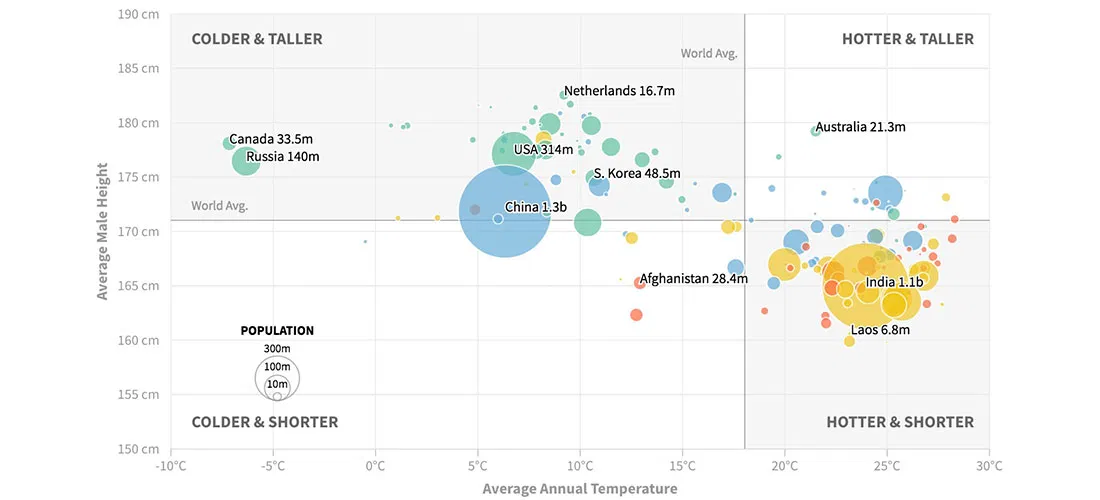 190 cm
COLDER & TALLER
HOTTER & TALLER
World Avg.
185 cm
Netherlands 16.7m
180 cm
Australia 21.3m
Canada 33.5m
USA 314m
Russia 140m
175 cm
S. Korea 48.5m
World Avg.
China 1.3b
170 cm
Average Male Height
Afghanistan 28.4m
India 1.1b
165 cm
Laos 6.8m
POPULATION
160 cm
300m
100m
10m
155 cm
COLDER & SHORTER
HOTTER & SHORTER
150 cm
-10°C
-5°C
0°C
5°C
10°C
15°C
20°C
25°C
30°C
Average Annual Temperature